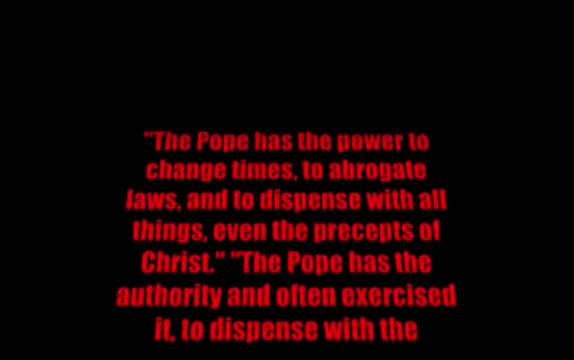 "The Pope has the power to
change times, to abrogate
laws, and to dispense with all
things, even the precepts of
Christ." "The Pope has the
authority and often exercised
it, to dispense with the